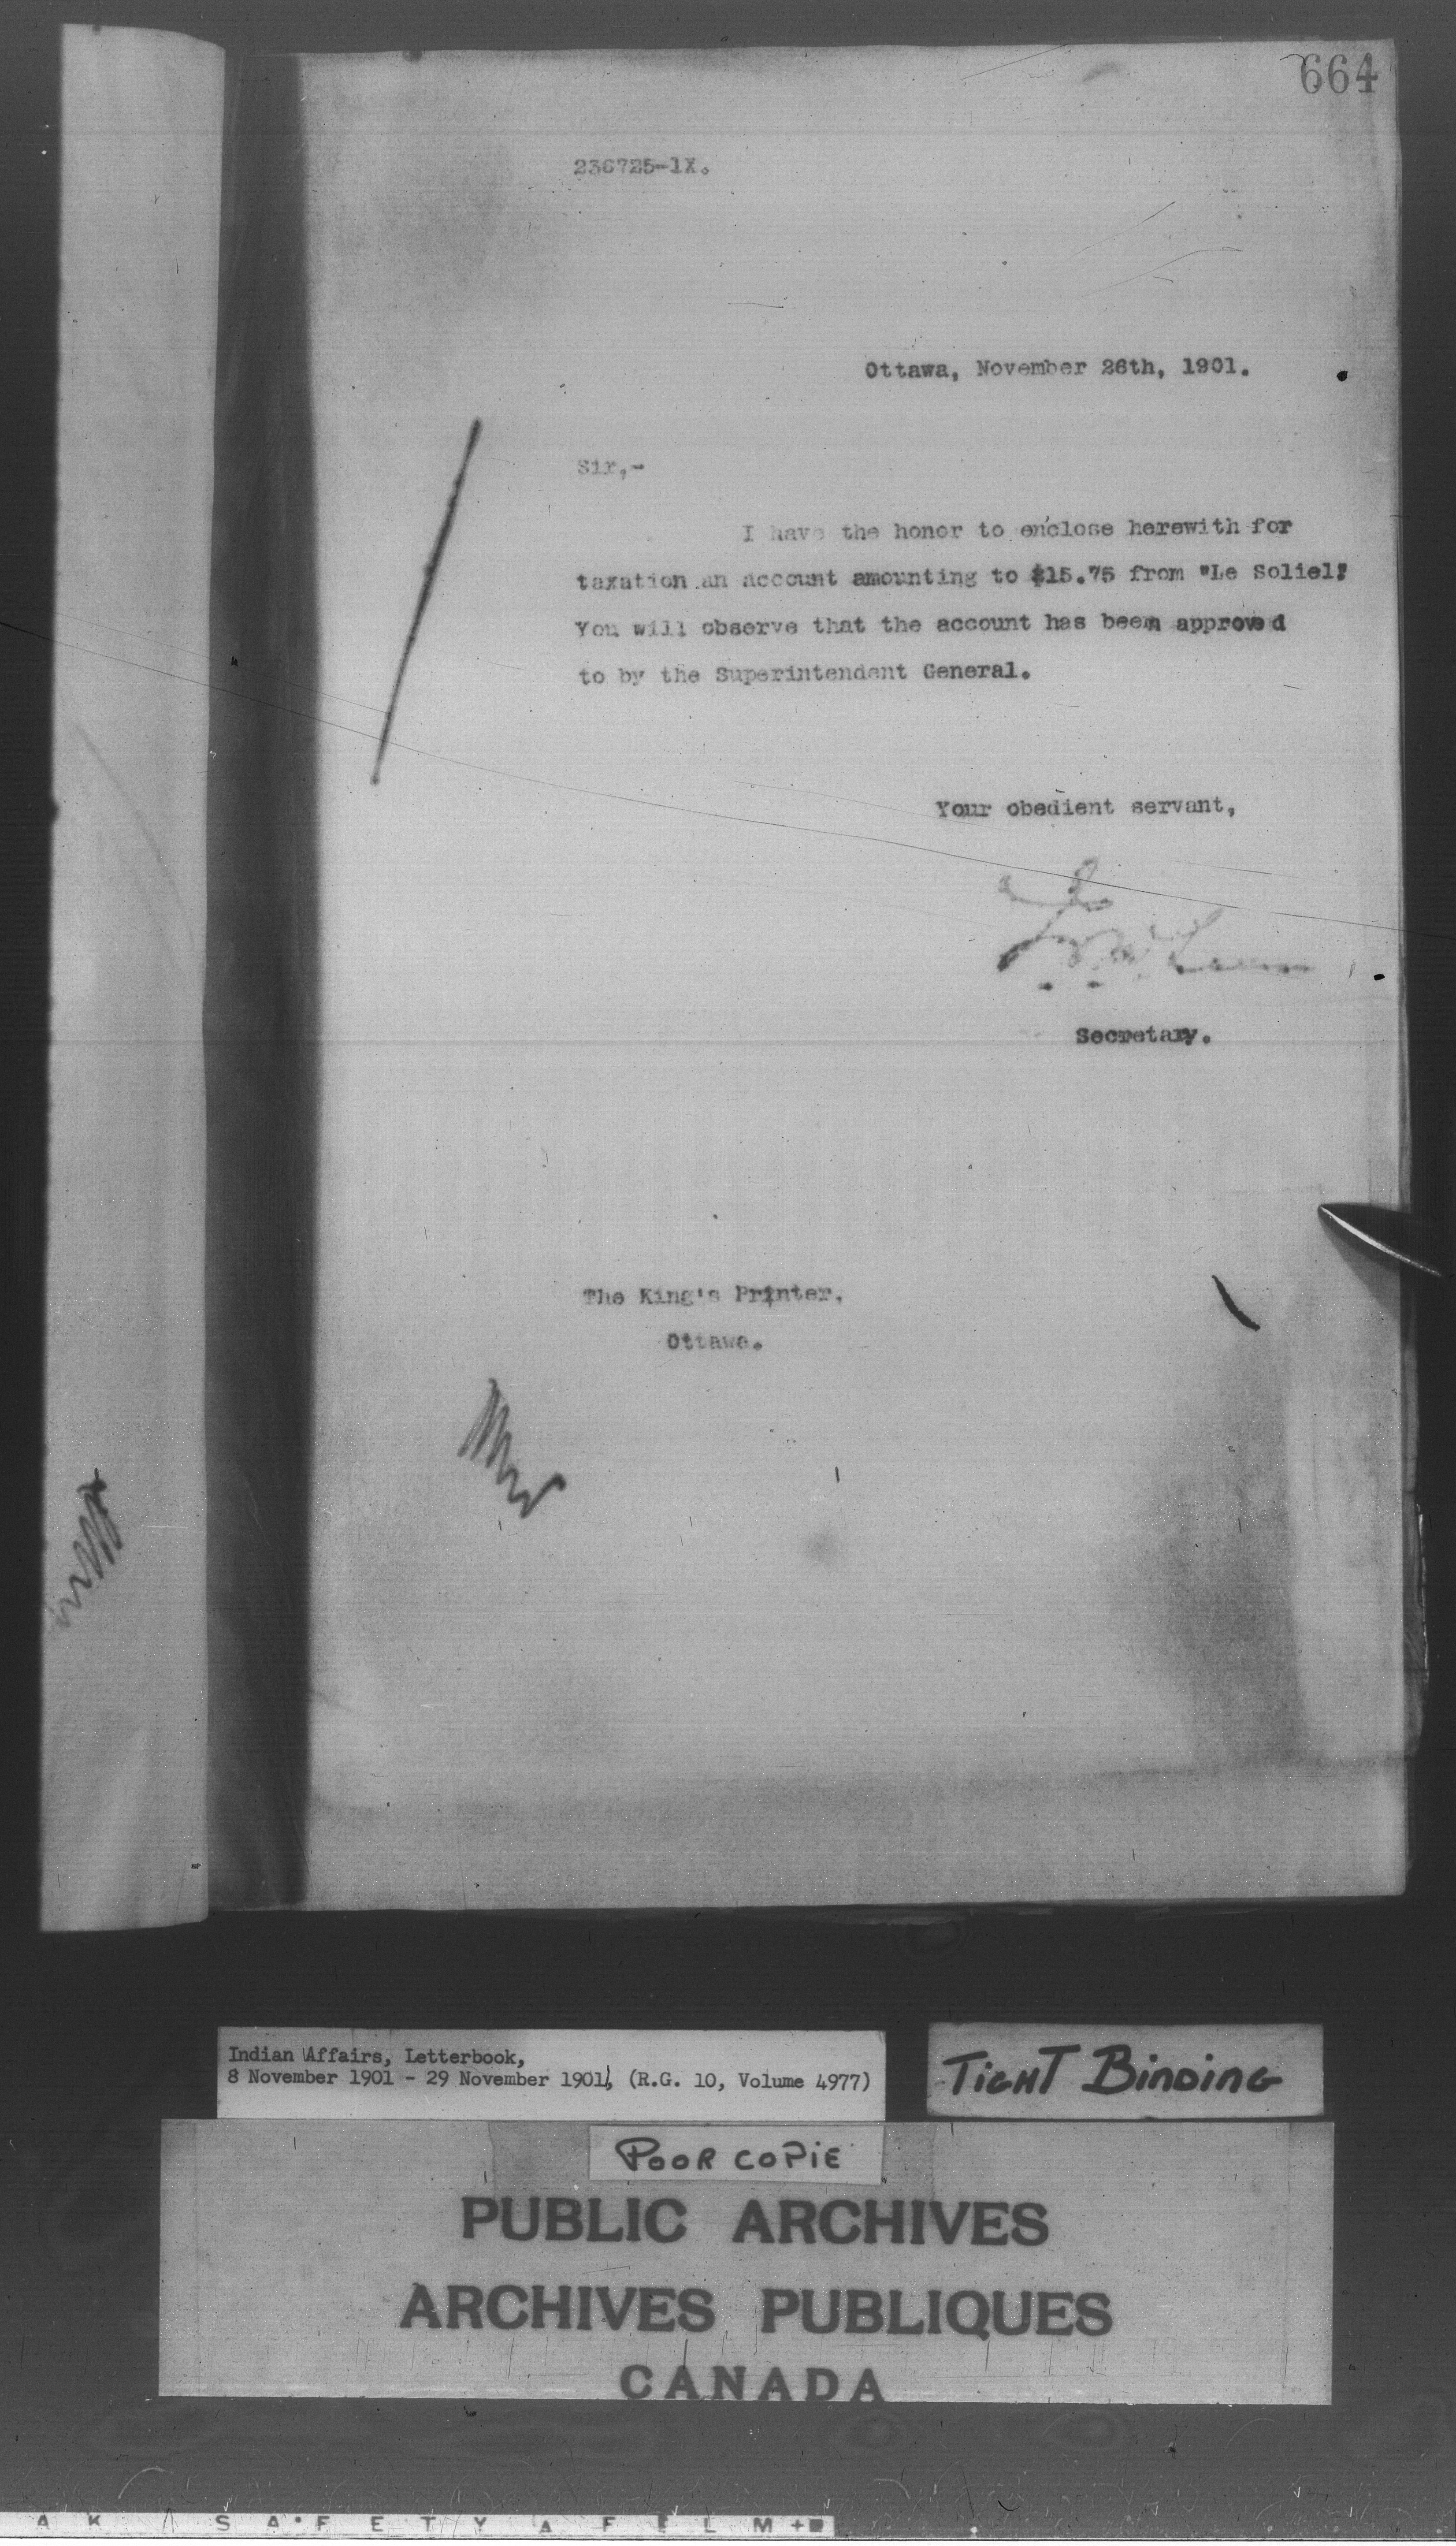 664
236725-1X.
Ottawa, November 26th, 1901.
Sir,-
I have the honor to enclose herewith for
taxation an account amounting to $15.75 from "Le Soliel."
You will observe that the account has been approved
to by the Superintendent General.
Your obedient servant,
Secretary.
The King's Printer.
Ottawa.
Indian Affairs, Letterbook,
8 November 1901 - 29 November 1901, (R.G. 10, Volume 4977)
TIGHT BINDING
POOR COPIE
PUBLIC ARCHIVES
ARCHIVES PUBLIQUES
CANADA
A K SAFETY A FILM